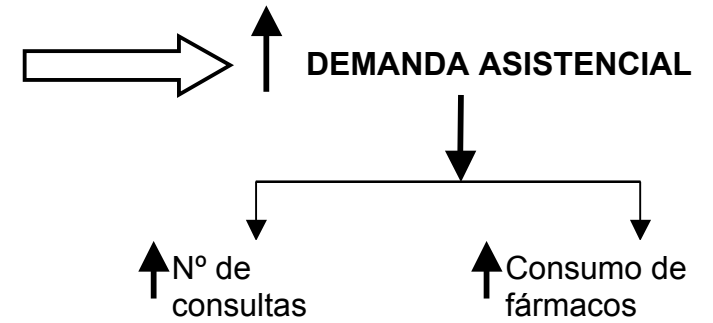 DEMANDA ASISTENCIAL
Nº de
consultas
Consumo de
fármacos